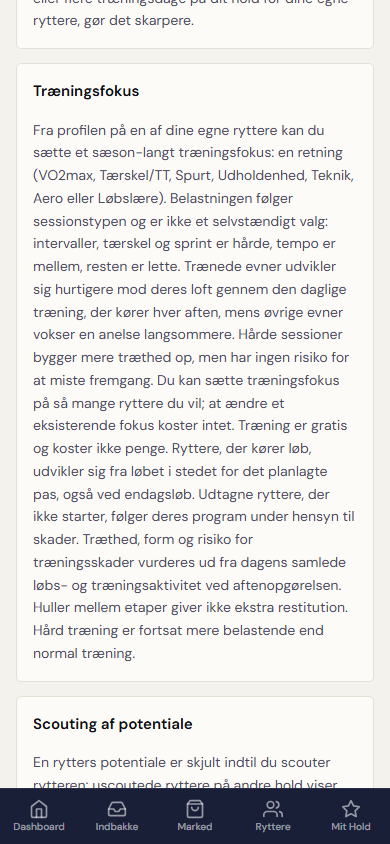 eller flere træningsdage på dit hold for dine egne
ryttere, gør det skarpere.
Træningsfokus
Fra profilen på en af dine egne ryttere kan du
sætte et sæson-langt træningsfokus: en retning
(VO2max, Tærskel/TT, Spurt, Udholdenhed, Teknik,
Aero eller Løbslære). Belastningen følger
sessionstypen og er ikke et selvstændigt valg:
intervaller, tærskel og sprint er hårde, tempo er
mellem, resten er lette. Trænede evner udvikler
sig hurtigere mod deres loft gennem den daglige
træning, der kører hver aften, mens øvrige evner
vokser en anelse langsommere. Hårde sessioner
bygger mere træthed op, men har ingen risiko for
at miste fremgang. Du kan sætte træningsfokus
på så mange ryttere du vil; at ændre et
eksisterende fokus koster intet. Træning er gratis
og koster ikke penge. Ryttere, der kører løb,
udvikler sig fra løbet i stedet for det planlagte
pas, også ved endagsløb. Udtagne ryttere, der
ikke starter, følger deres program under hensyn til
skader. Træthed, form og risiko for
træningsskader vurderes ud fra dagens samlede
løbs- og træningsaktivitet ved aftenopgørelsen.
Huller mellem etaper giver ikke ekstra restitution.
Hård træning er fortsat mere belastende end
normal træning.
Scouting af potentiale
En rytters potentiale er skjult indtil du scouter
rytteren; uscoutede ryttere på andre hold viser
Dashboard
Indbakke
Marked
Ryttere
Mit Hold